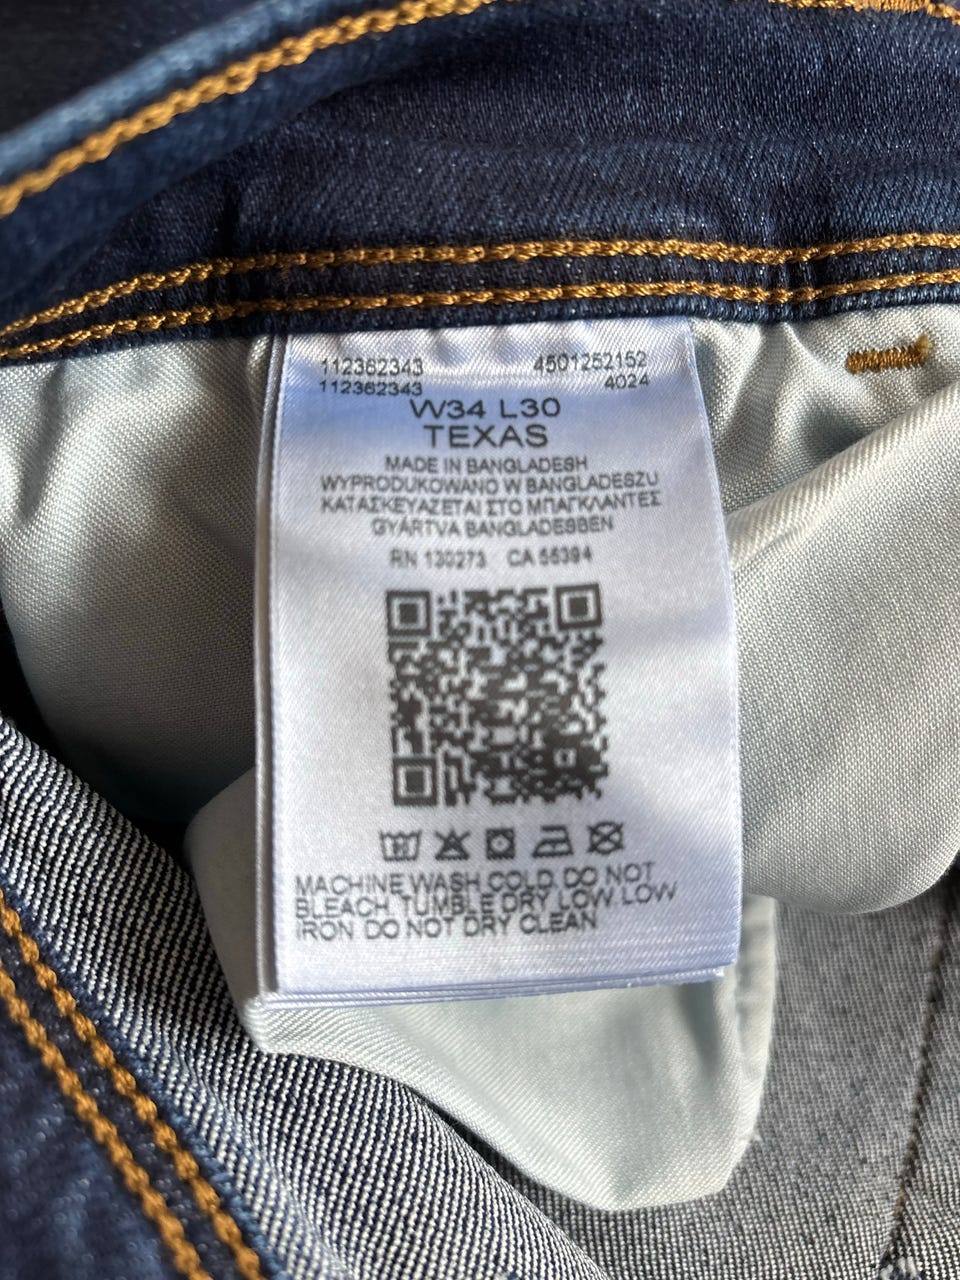 112362343 4501252152
112362343 4024
W34 L30
TEXAS
MADE IN BANGLADESH
WYPRODUKOWANO W BANGLADESZU
ΚΑΤΑΣΚΕΥΑΖΕΤΑΙ ΣΤΟ ΜΠΑΓΚΛΑΝΤΕΣ
GYÁRTVA BANGLADESBEN
RN 130273 CA 55394
MACHINE WASH COLD, DO NOT
BLEACH, TUMBLE DRY LOW, LOW
IRON DO NOT DRY CLEAN